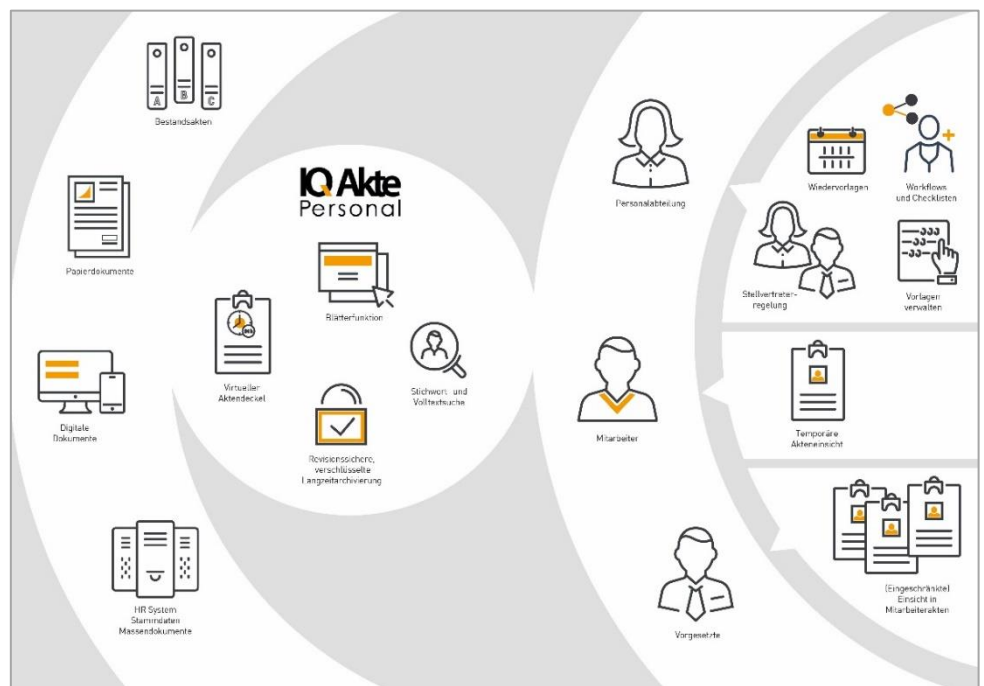 A B C
Bestandsakten
Papierdokumente
Digitale
Dokumente
HR System
Stammdaten
Massendokumente
IQ Akte
Personal
Blätterfunktion
Virtueller
Aktendeckel
Stichwort- und
Volltextsuche
Revisionssichere,
verschlüsselte
Langzeitarchivierung
Personalabteilung
Mitarbeiter
Vorgesetzte
Wiedervorlagen
Workflows
und Checklisten
Stellvertreter-
regelung
Vorlagen
verwalten
Temporäre
Akteneinsicht
(Eingeschränkte)
Einsicht in
Mitarbeiterakten